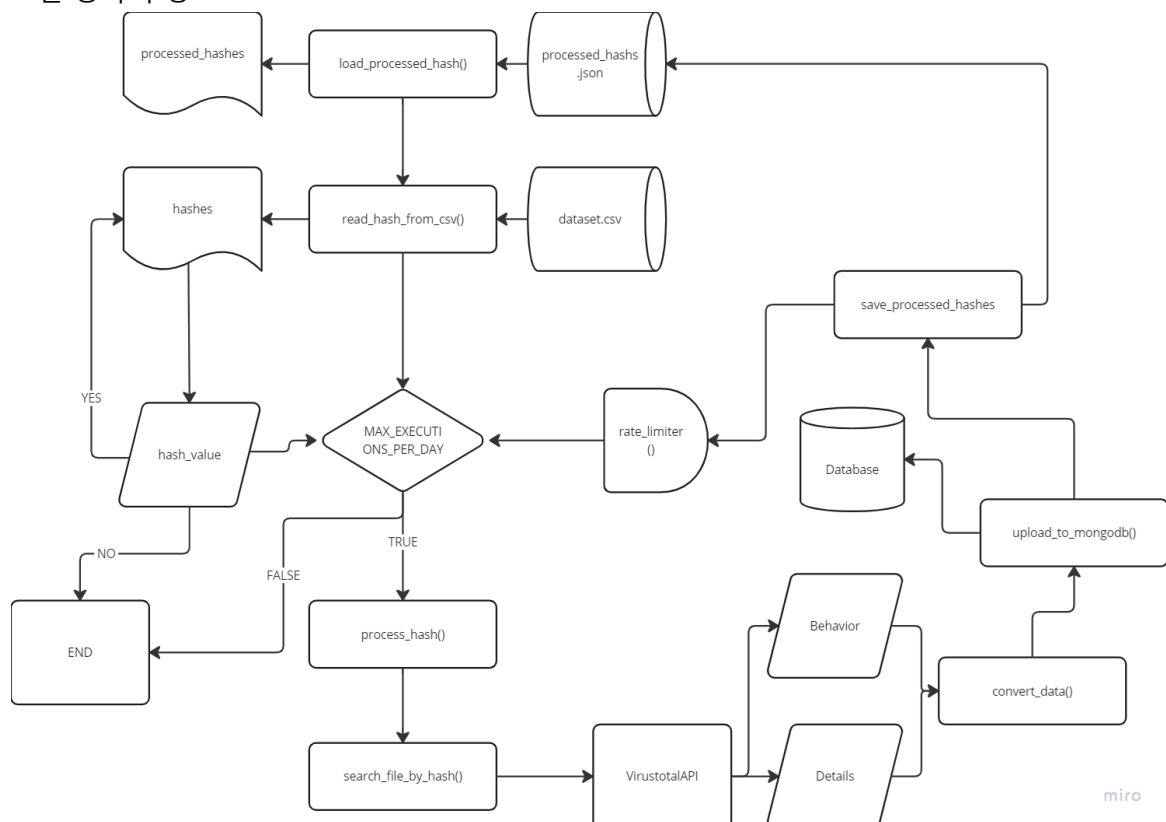 processed_hashes
load_processed_hash()
processed_hashs
.json
hashes
read_hash_from_csv()
dataset.csv
save_processed_hashes
YES
hash_value
MAX_EXECUTI
ONS_PER_DAY
rate_limiter
()
Database
upload_to_mongodb()
NO
TRUE
FALSE
END
process_hash()
Behavior
convert_data()
search_file_by_hash()
VirustotalAPI
Details
miro